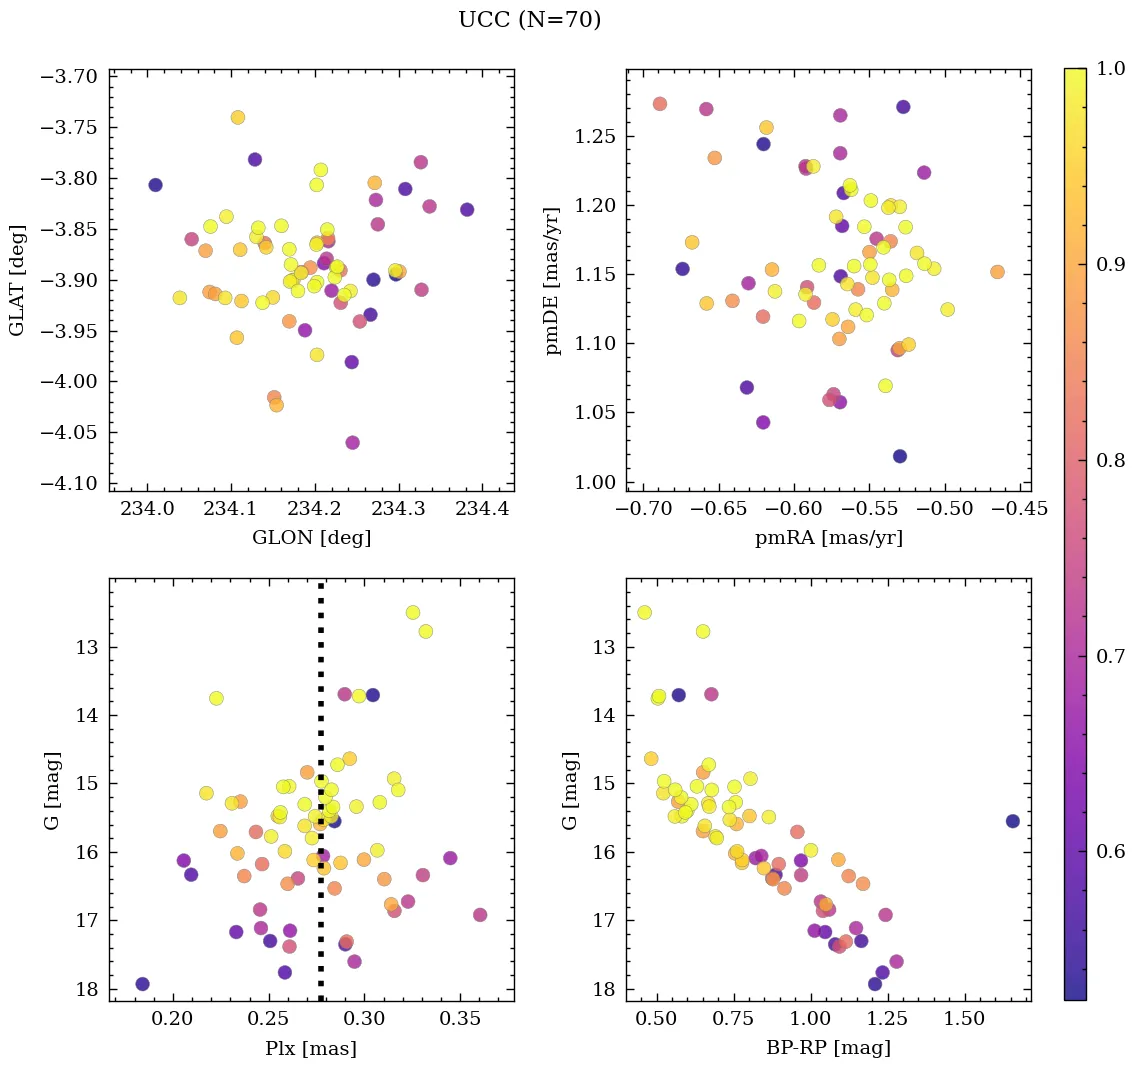 UCC (N=70)
−3.70
−3.75
−3.80
−3.85
−3.90
−3.95
−4.00
−4.05
−4.10
GLAT [deg]
234.0 234.1 234.2 234.3 234.4
GLON [deg]
1.25
1.20
1.15
1.10
1.05
1.00
pmDE [mas/yr]
−0.70 −0.65 −0.60 −0.55 −0.50 −0.45
pmRA [mas/yr]
1.0
0.9
0.8
0.7
0.6
13
14
15
16
17
18
G [mag]
0.20 0.25 0.30 0.35
Plx [mas]
13
14
15
16
17
18
G [mag]
0.50 0.75 1.00 1.25 1.50
BP-RP [mag]